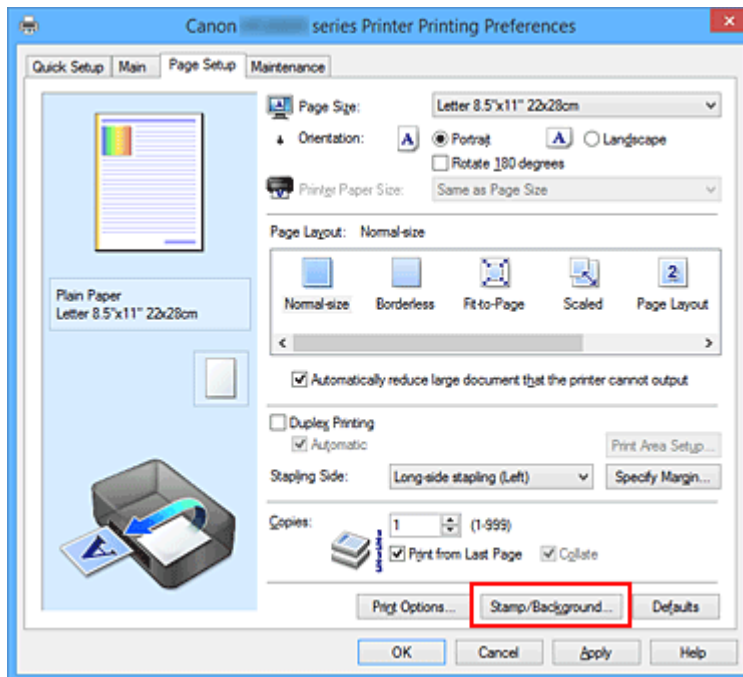 Canon series Printer Printing Preferences
Quick Setup Main Page Setup Maintenance
Page Size: Letter 8.5"x11" 22x28cm
Orientation: A Portrait A Landscape
Rotate 180 degrees
Printer Paper Size: Same as Page Size
Page Layout: Normal-size
2
Normal-size Borderless Fit-to-Page Scaled Page Layout
Plain Paper
Letter 8.5"x11" 22x28cm
Automatically reduce large document that the printer cannot output
Duplex Printing
Automatic
Print Area Setup...
Stapling Side: Long-side stapling (Left) Specify Margin...
Copies: 1 (1-999)
Print from Last Page Collate
A
Print Options... Stamp/Background... Defaults
OK Cancel Apply Help